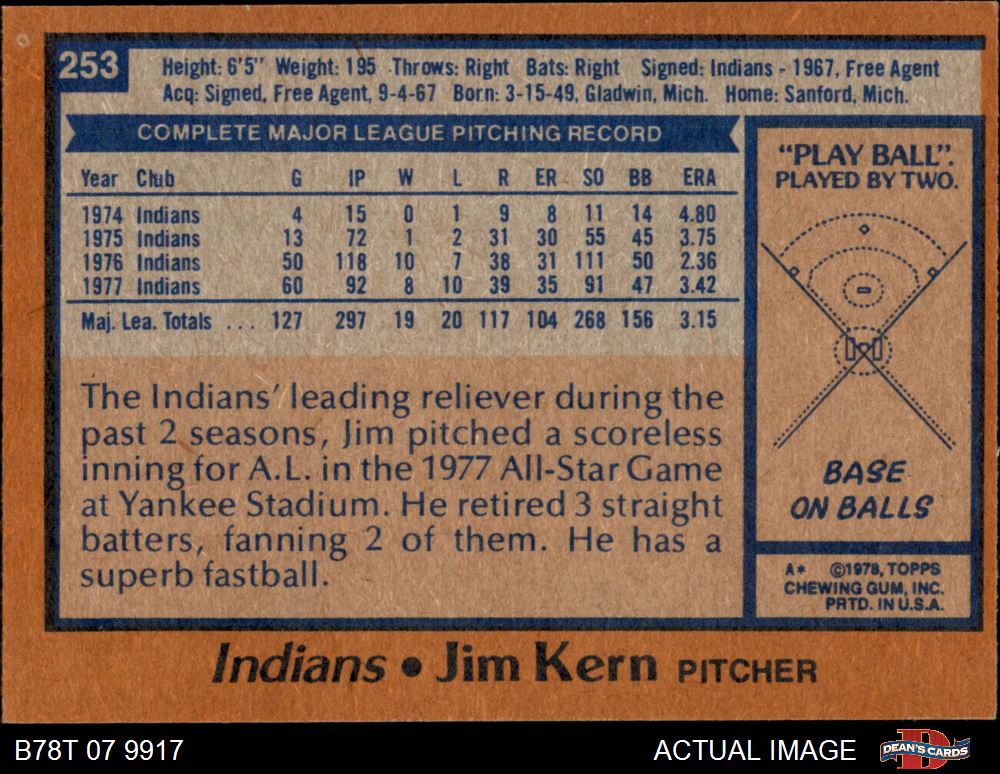 253
Height: 6'5" Weight: 195 Throws: Right Bats: Right Signed: Indians - 1967, Free Agent
Acq: Signed, Free Agent, 9-4-67 Born: 3-15-49, Gladwin, Mich. Home: Sanford, Mich.
COMPLETE MAJOR LEAGUE PITCHING RECORD
Year Club G IP W L R ER SO BB ERA
1974 Indians 4 15 0 1 9 8 11 14 4.80
1975 Indians 13 72 1 2 31 30 55 45 3.75
1976 Indians 50 118 10 7 38 31 111 50 2.36
1977 Indians 60 92 8 10 39 35 91 47 3.42
Maj. Lea. Totals ... 127 297 19 20 117 104 268 156 3.15
The Indians' leading reliever during the
past 2 seasons, Jim pitched a scoreless
inning for A.L. in the 1977 All-Star Game
at Yankee Stadium. He retired 3 straight
batters, fanning 2 of them. He has a
superb fastball.
"PLAY BALL".
PLAYED BY TWO.
BASE
ON BALLS
A* ©1978, TOPPS
CHEWING GUM, INC.
PRTD. IN U.S.A.
Indians • Jim Kern PITCHER
B78T 07 9917 ACTUAL IMAGE DEAN'S CARDS